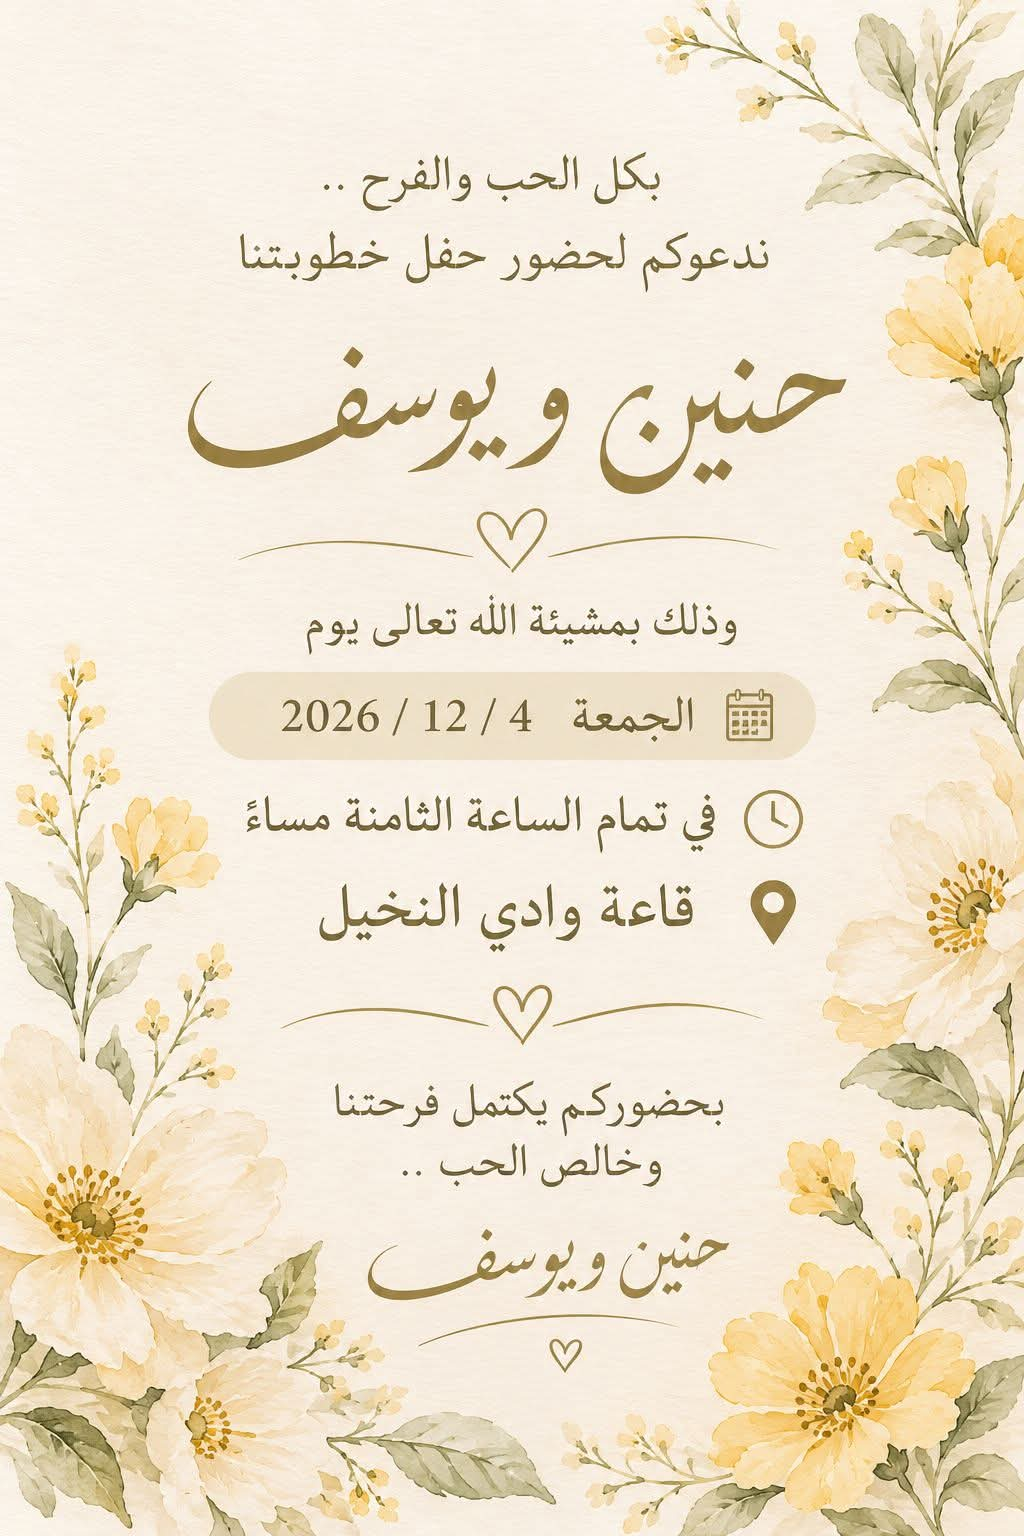 بكل الحب والفرح ..
ندعوكم لحضور حفل خطوبتنا
حنين و يوسف
وذلك بمشيئة الله تعالى يوم
الجمعة 4 / 12 / 2026
في تمام الساعة الثامنة مساءً
قاعة وادي النخيل
بحضوركم يكتمل فرحتنا
وخالص الحب ..
حنين ويوسف